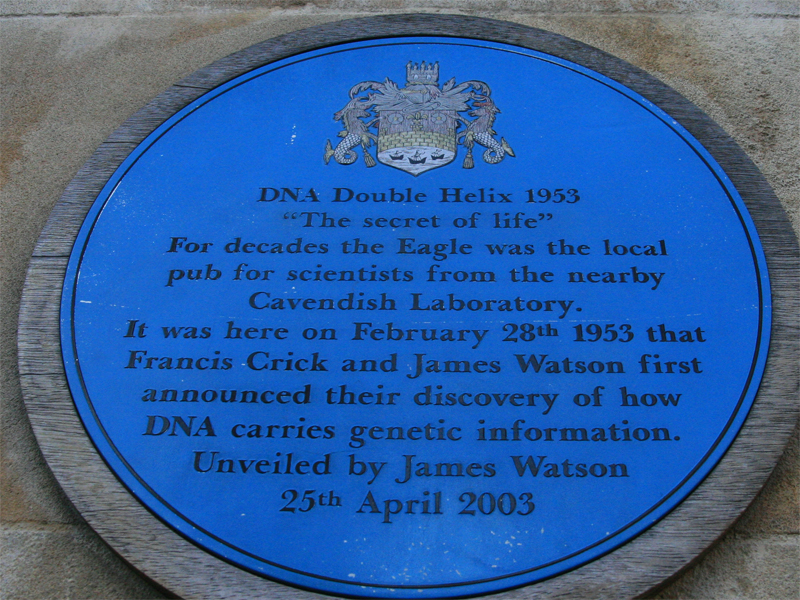 DNA Double Helix 1953
"The secret of life"
For decades the Eagle was the local
pub for scientists from the nearby
Cavendish Laboratory.
It was here on February 28th 1953 that
Francis Crick and James Watson first
announced their discovery of how
DNA carries genetic information.
Unveiled by James Watson
25th April 2003